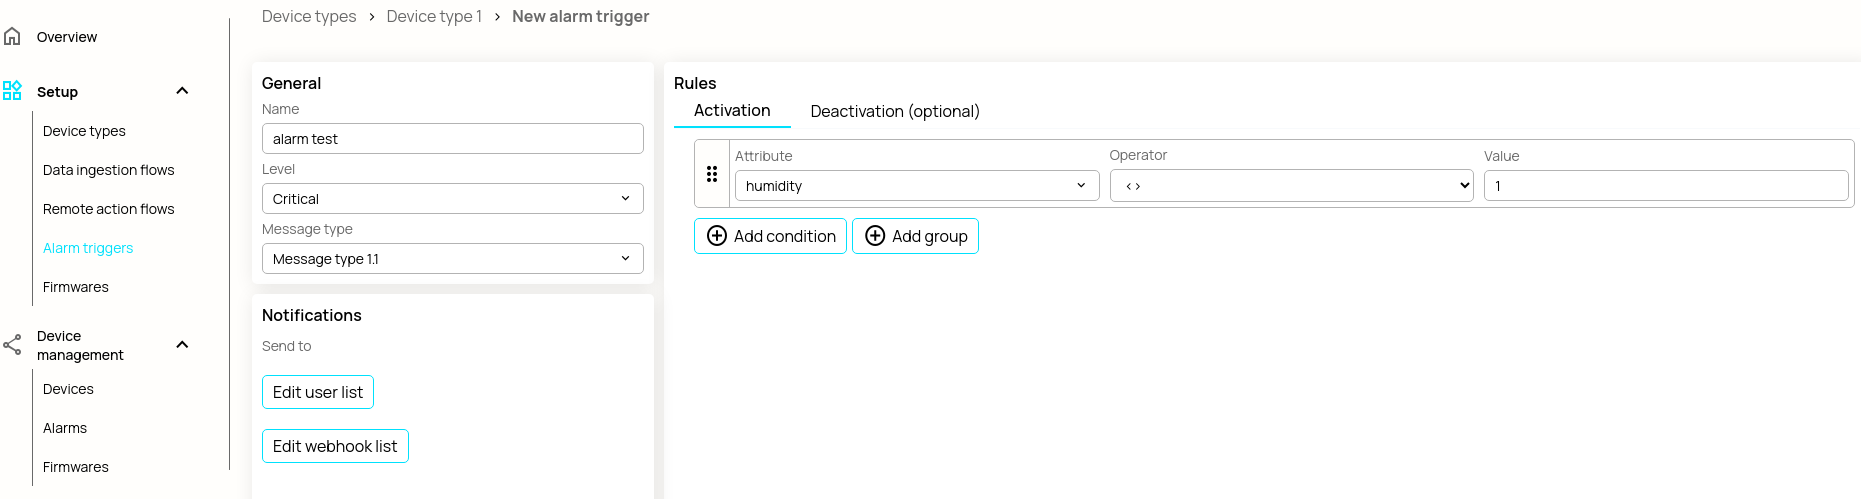 Overview
Setup
Device types
Data ingestion flows
Remote action flows
Alarm triggers
Firmwares
Device
management
Devices
Alarms
Firmwares
Device types > Device type 1 > New alarm trigger
General
Name
alarm test
Level
Critical
Message type
Message type 1.1
Notifications
Send to
Edit user list
Edit webhook list
Rules
Activation Deactivation (optional)
Attribute Operator Value
humidity <> 1
Add condition Add group